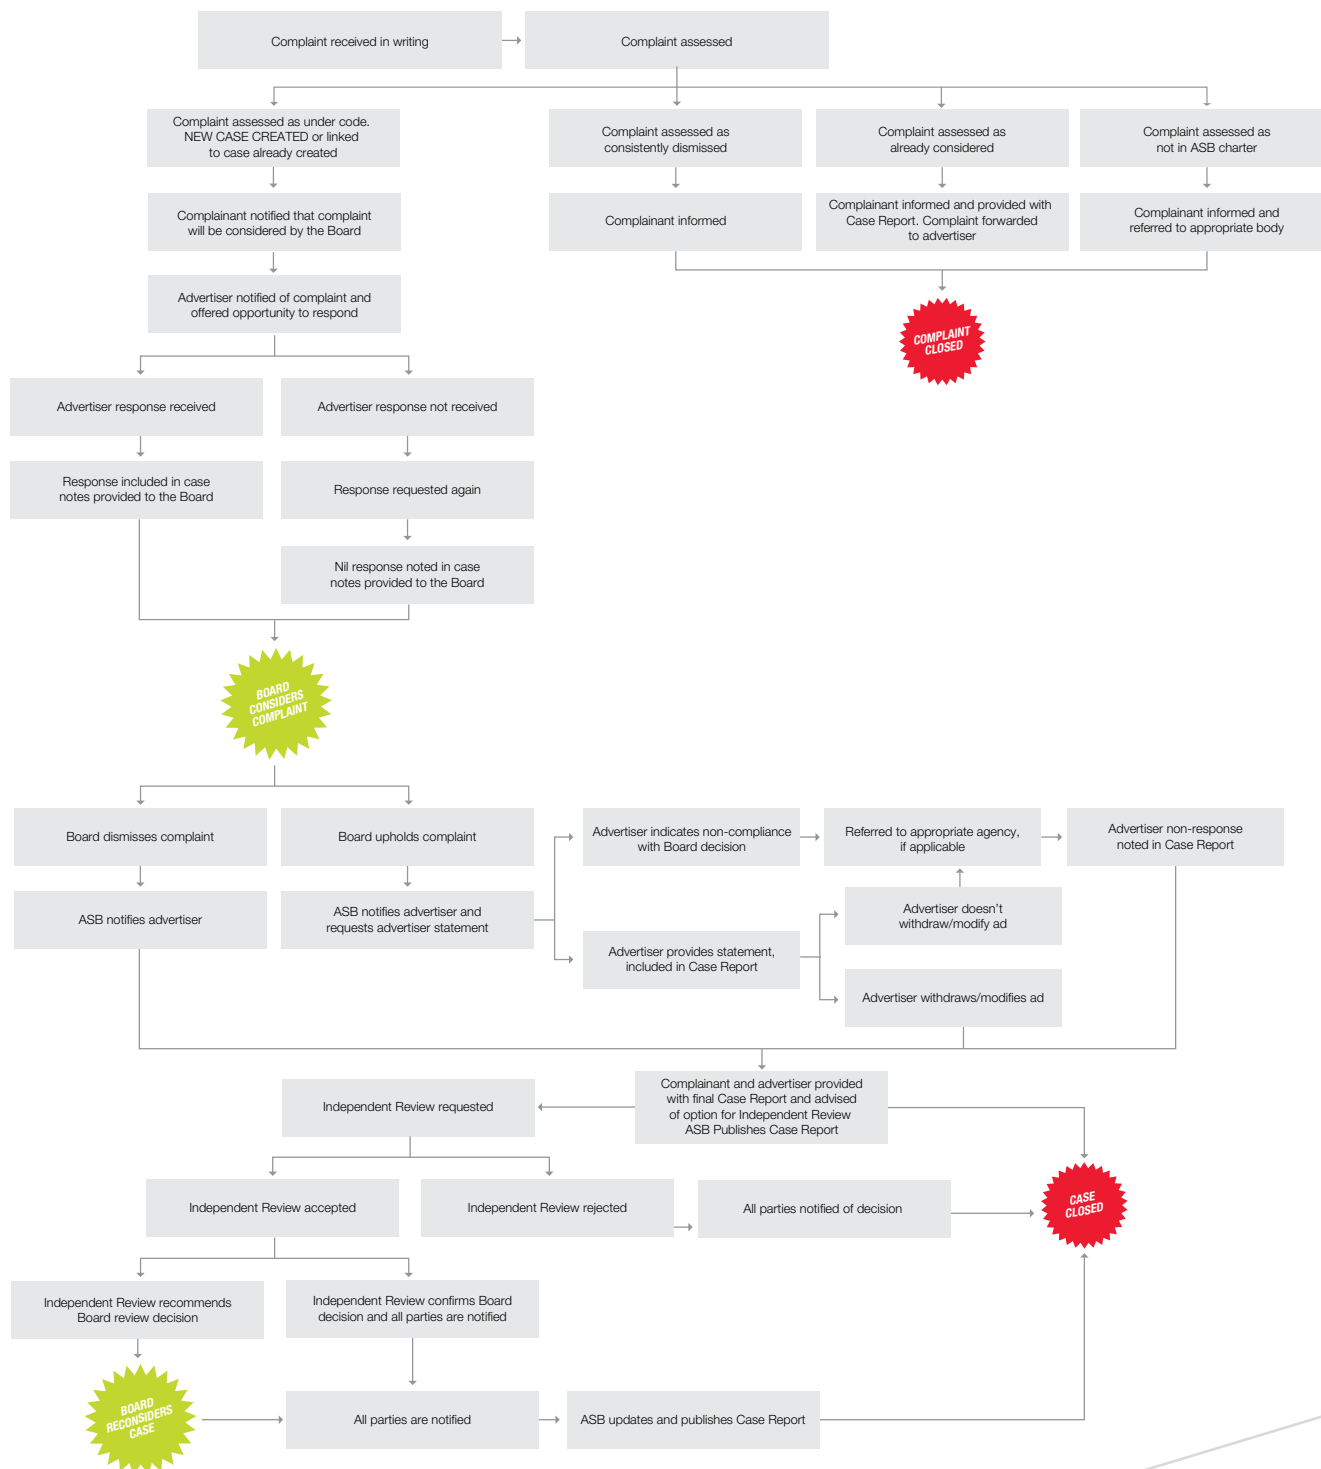 Complaint received in writing
Complaint assessed
Complaint assessed as under code.
NEW CASE CREATED or linked
to case already created
Complaint assessed as
consistently dismissed
Complaint assessed as
already considered
Complaint assessed as
not in ASB charter
Complainant notified that complaint
will be considered by the Board
Complainant informed
Complainant informed and provided with
Case Report. Complaint forwarded
to advertiser
Complainant informed and
referred to appropriate body
Advertiser notified of complaint and
offered opportunity to respond
COMPLAINT
CLOSED
Advertiser response received
Advertiser response not received
Response included in case
notes provided to the Board
Response requested again
Nil response noted in case
notes provided to the Board
BOARD
CONSIDERS
COMPLAINT
Board dismisses complaint
Board upholds complaint
Advertiser indicates non-compliance
with Board decision
Referred to appropriate agency,
if applicable
Advertiser non-response
noted in Case Report
ASB notifies advertiser
ASB notifies advertiser and
requests advertiser statement
Advertiser doesn't
withdraw/modify ad
Advertiser provides statement,
included in Case Report
Advertiser withdraws/modifies ad
Complainant and advertiser provided
with final Case Report and advised
of option for Independent Review
ASB Publishes Case Report
Independent Review requested
Independent Review accepted
Independent Review rejected
All parties notified of decision
CASE
CLOSED
Independent Review recommends
Board review decision
Independent Review confirms Board
decision and all parties are notified
BOARD
RECONSIDERS
CASE
All parties are notified
ASB updates and publishes Case Report